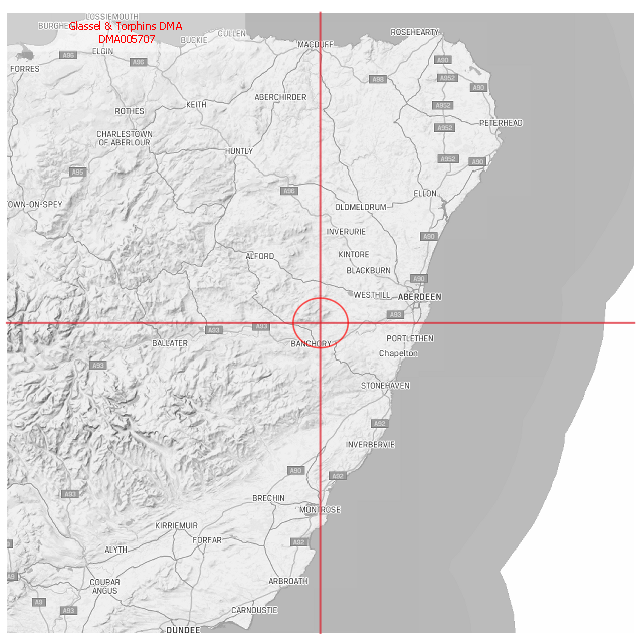 LOSSIEMOUTH
BURGHE
Glassel & Torphins DMA
DMA005707
CULLEN
BUCKIE
ROSEHEARTY
MACDUFF
ELGIN
A96
A96
A90
FORRES
A98
A952
A90
KEITH
ABERCHIRDER
ROTHES
A952
PETERHEAD
CHARLESTOWN
OF ABERLOUR
A952
HUNTLY
A952
A90
A95
A96
ELLON
OWN-ON-SPEY
OLDMELDRUM
INVERURIE
A90
ALFORD
KINTORE
BLACKBURN
A90
WESTHILL
ABERDEEN
A93
A93
A93
BALLATER
BANCHORY
PORTLETHEN
Chapelton
A93
STONEHAVEN
A92
INVERBERVIE
A90
A92
A93
BRECHIN
MONTROSE
KIRRIEMUIR
FORFAR
A92
ALYTH
COUPAR
ANGUS
ARBROATH
A9
A93
CARNOUSTIE
DUNDEE